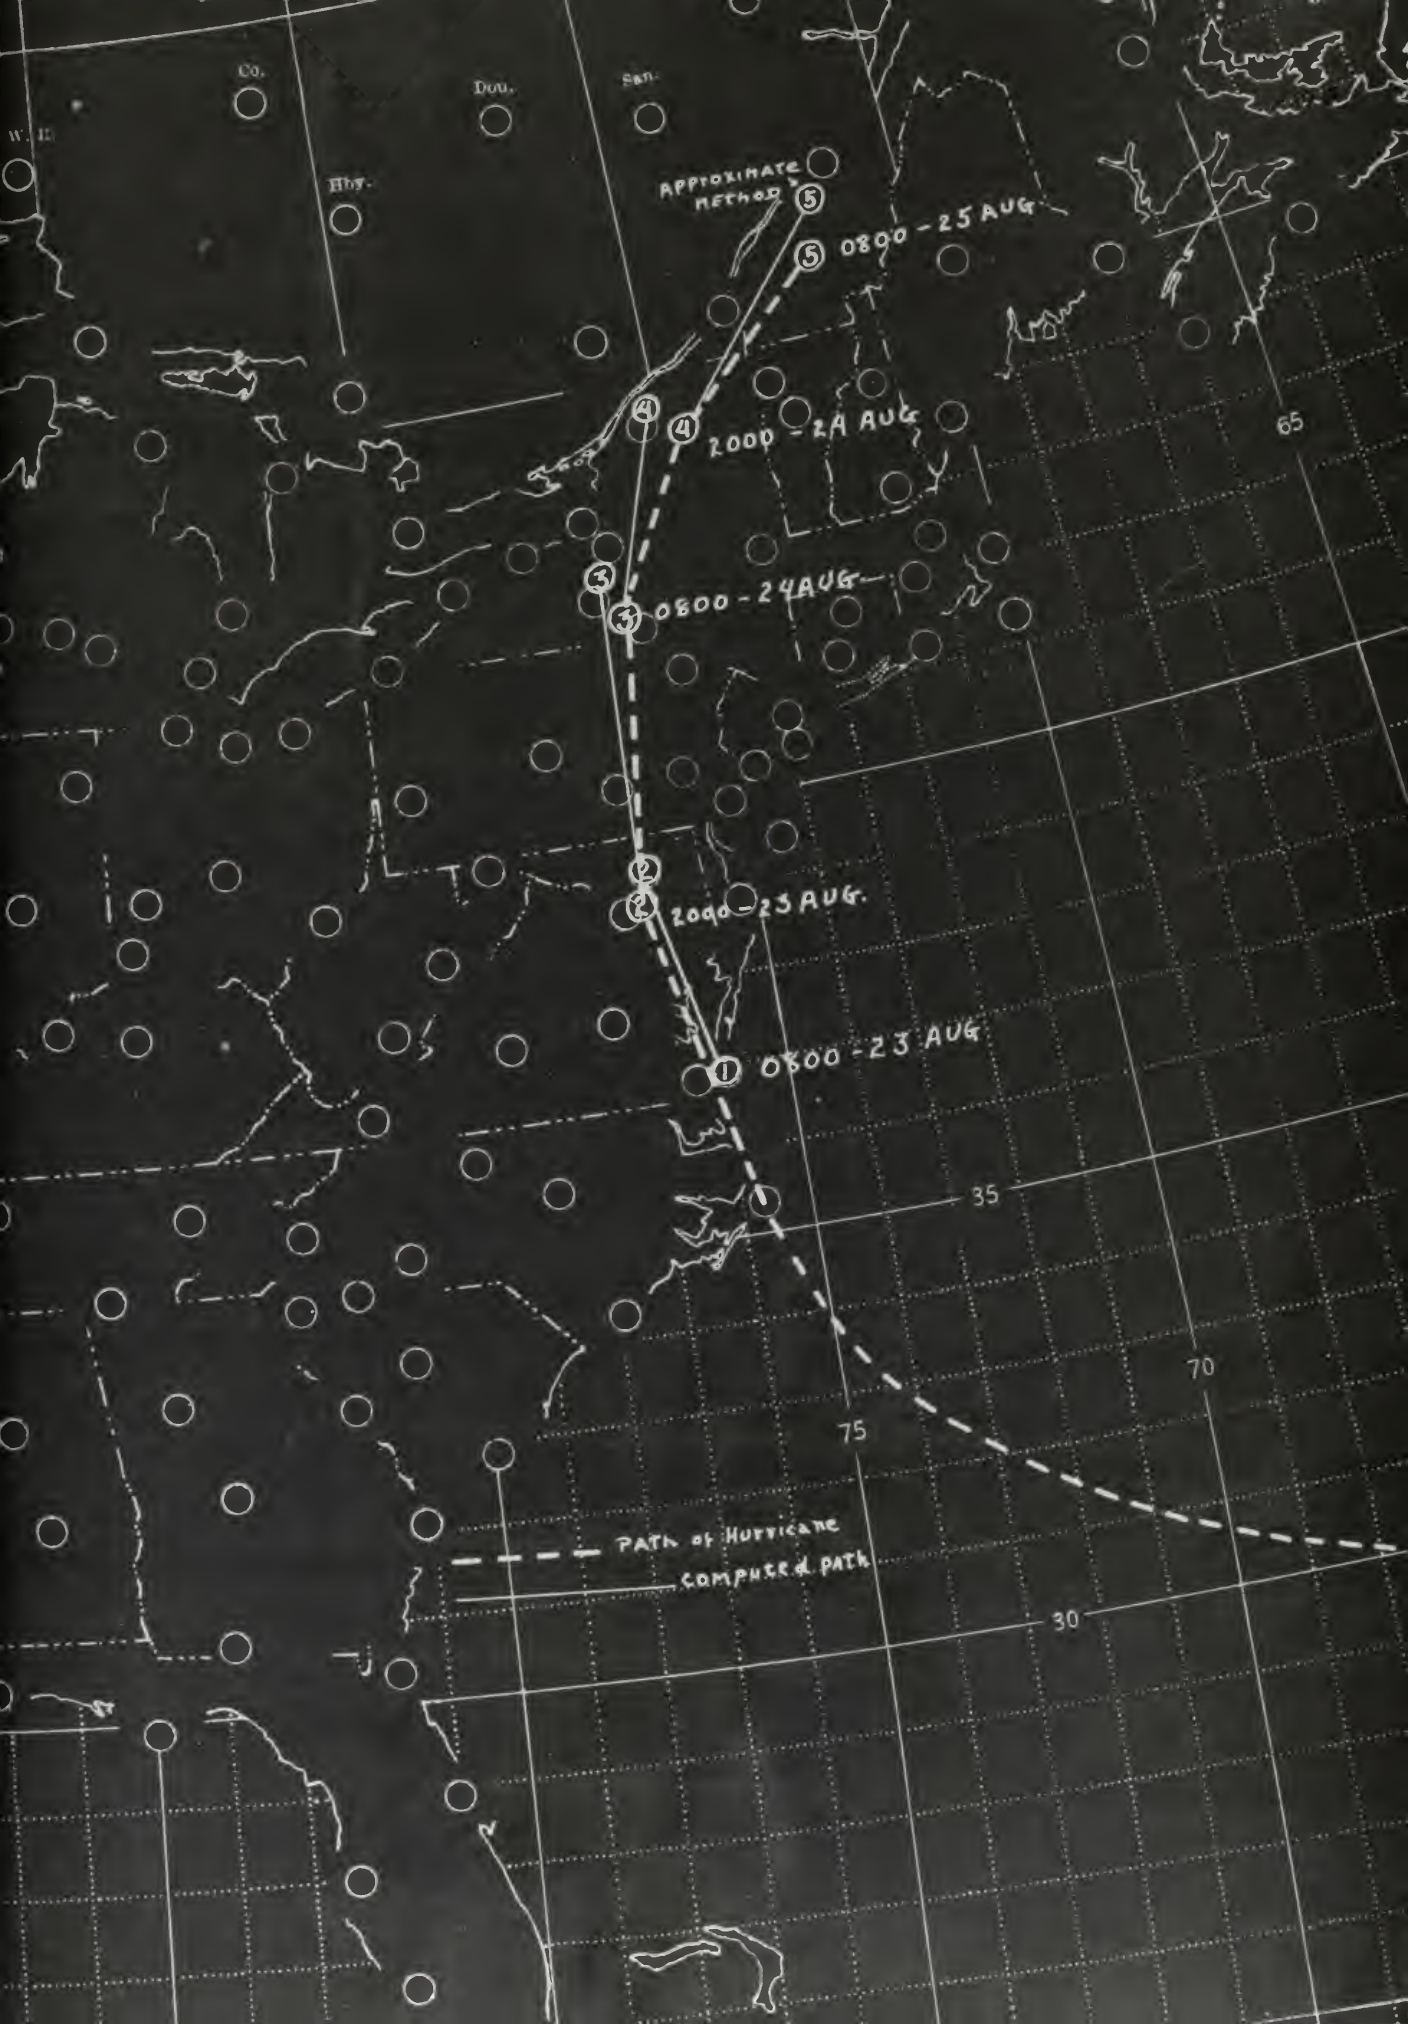 Co.
Dou.
San.
Hby.
APPROXIMATE
METHOD
5
5 0800-25 AUG
4
4 2000-24 AUG
65
3
3 0800-24 AUG
2
2 2000-23 AUG.
1 0800-23 AUG
35
70
75
PATH of HURRICANE
COMPUTED PATH
30